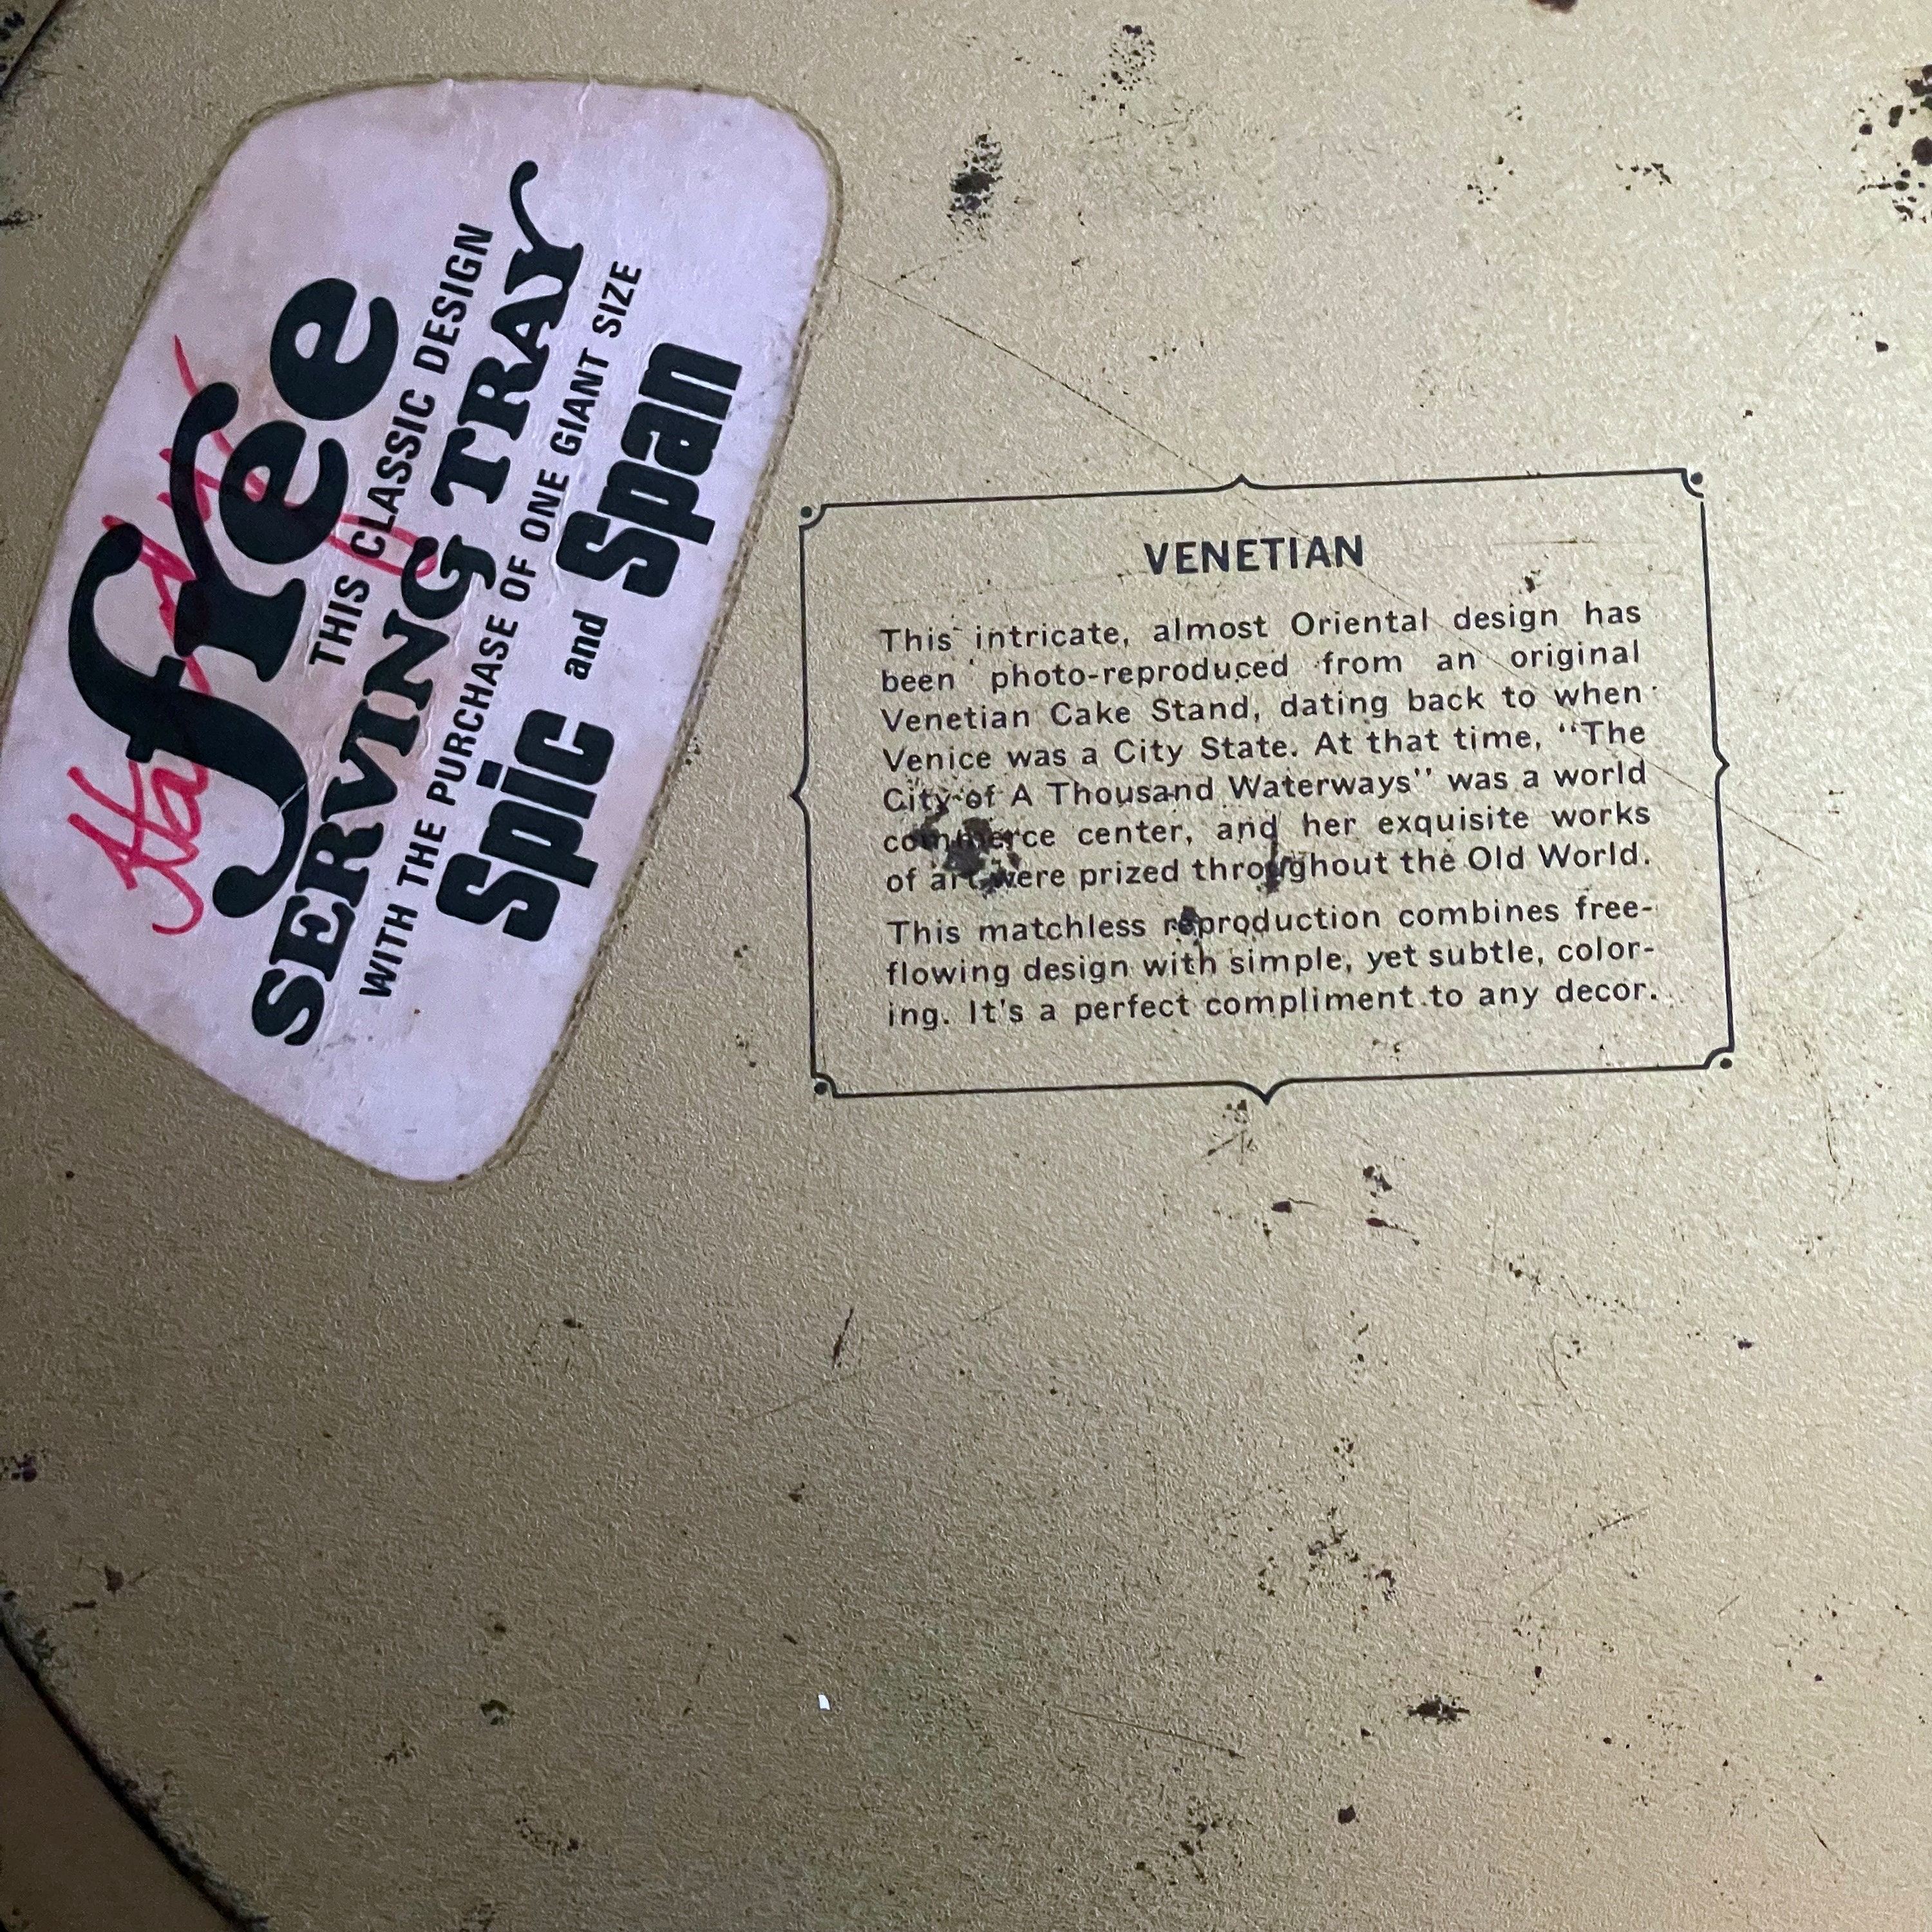 free
THIS CLASSIC DESIGN
SERVING TRAY
WITH THE PURCHASE OF ONE GIANT SIZE
Spic and Span
VENETIAN
This intricate, almost Oriental design has
been photo-reproduced from an original
Venetian Cake Stand, dating back to when
Venice was a City State. At that time, "The
City of A Thousand Waterways" was a world
commerce center, and her exquisite works
of art were prized throughout the Old World.
This matchless reproduction combines free-
flowing design with simple, yet subtle, color-
ing. It's a perfect compliment to any decor.